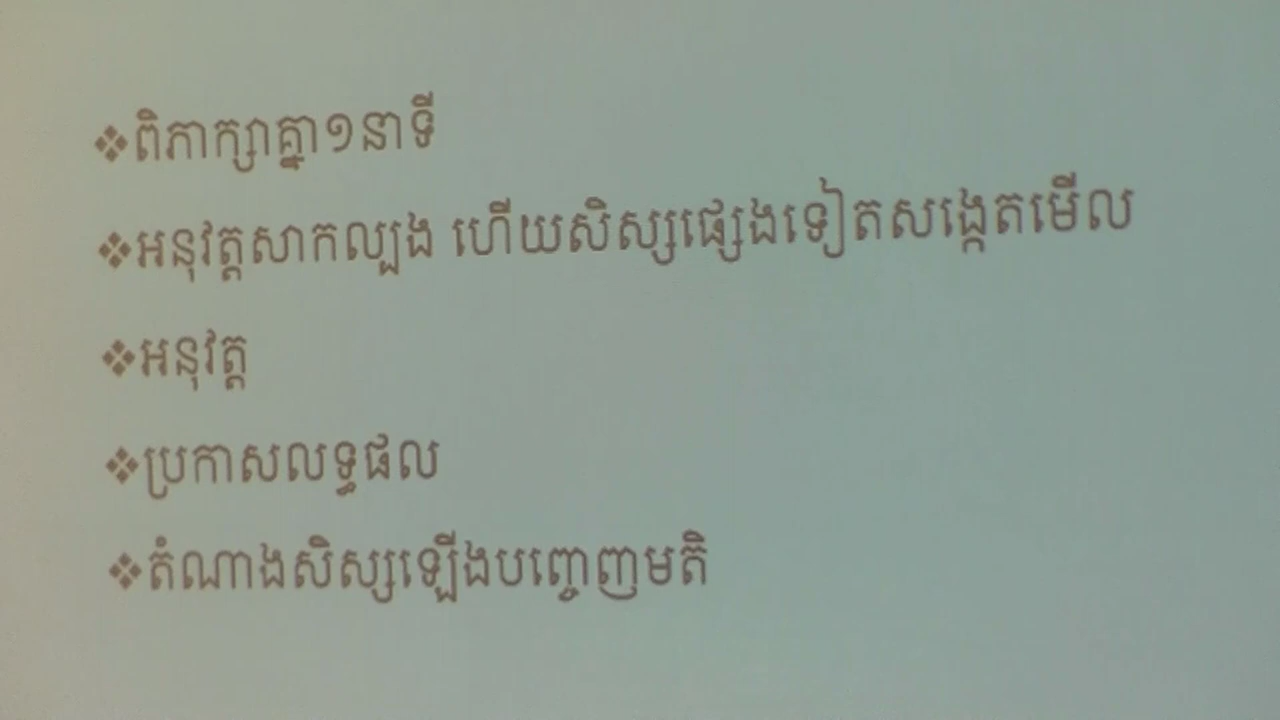 ❖ពិភាក្សាគ្នា១នាទី
❖អនុវត្តសាកល្បង ហើយសិស្សផ្សេងទៀតសង្កេតមើល
❖អនុវត្ត
❖ប្រកាសលទ្ធផល
❖តំណាងសិស្សឡើងបញ្ចេញមតិ